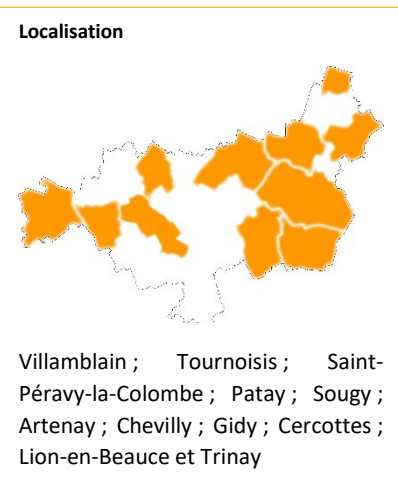 Localisation
Villamblain ; Tournoisis ; Saint-
Péravy-la-Colombe ; Patay ; Sougy ;
Artenay ; Chevilly ; Gidy ; Cercottes ;
Lion-en-Beauce et Trinay